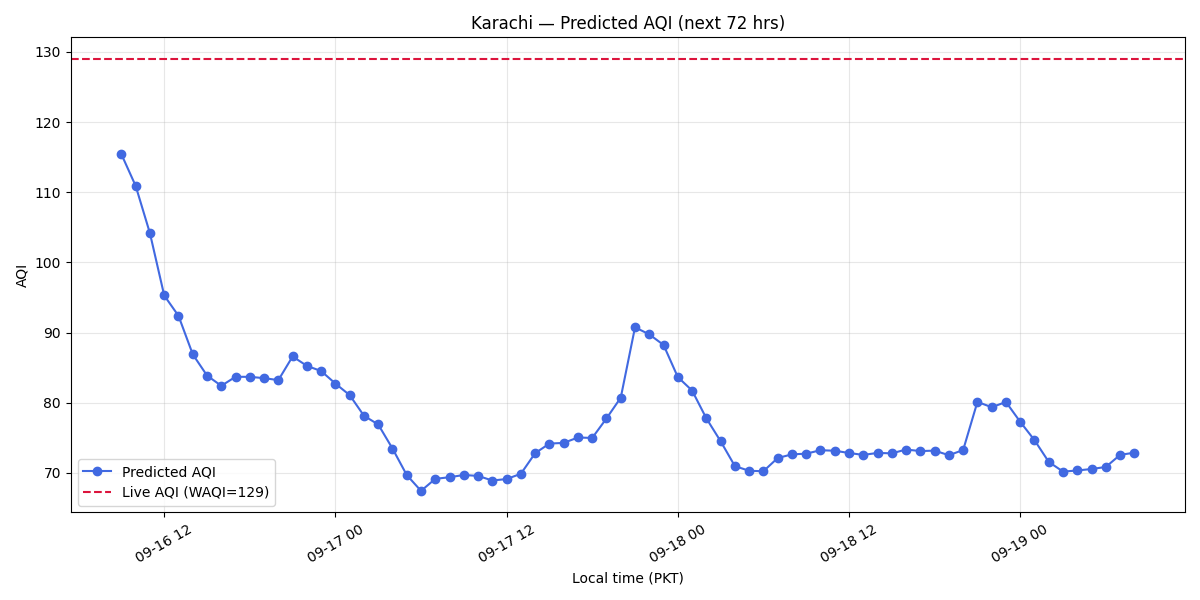 Karachi — Predicted AQI (next 72 hrs)
130
120
110
100
90
80
70
AQI
Predicted AQI
Live AQI (WAQI=129)
09-16 12
09-17 00
09-17 12
09-18 00
09-18 12
09-19 00
Local time (PKT)